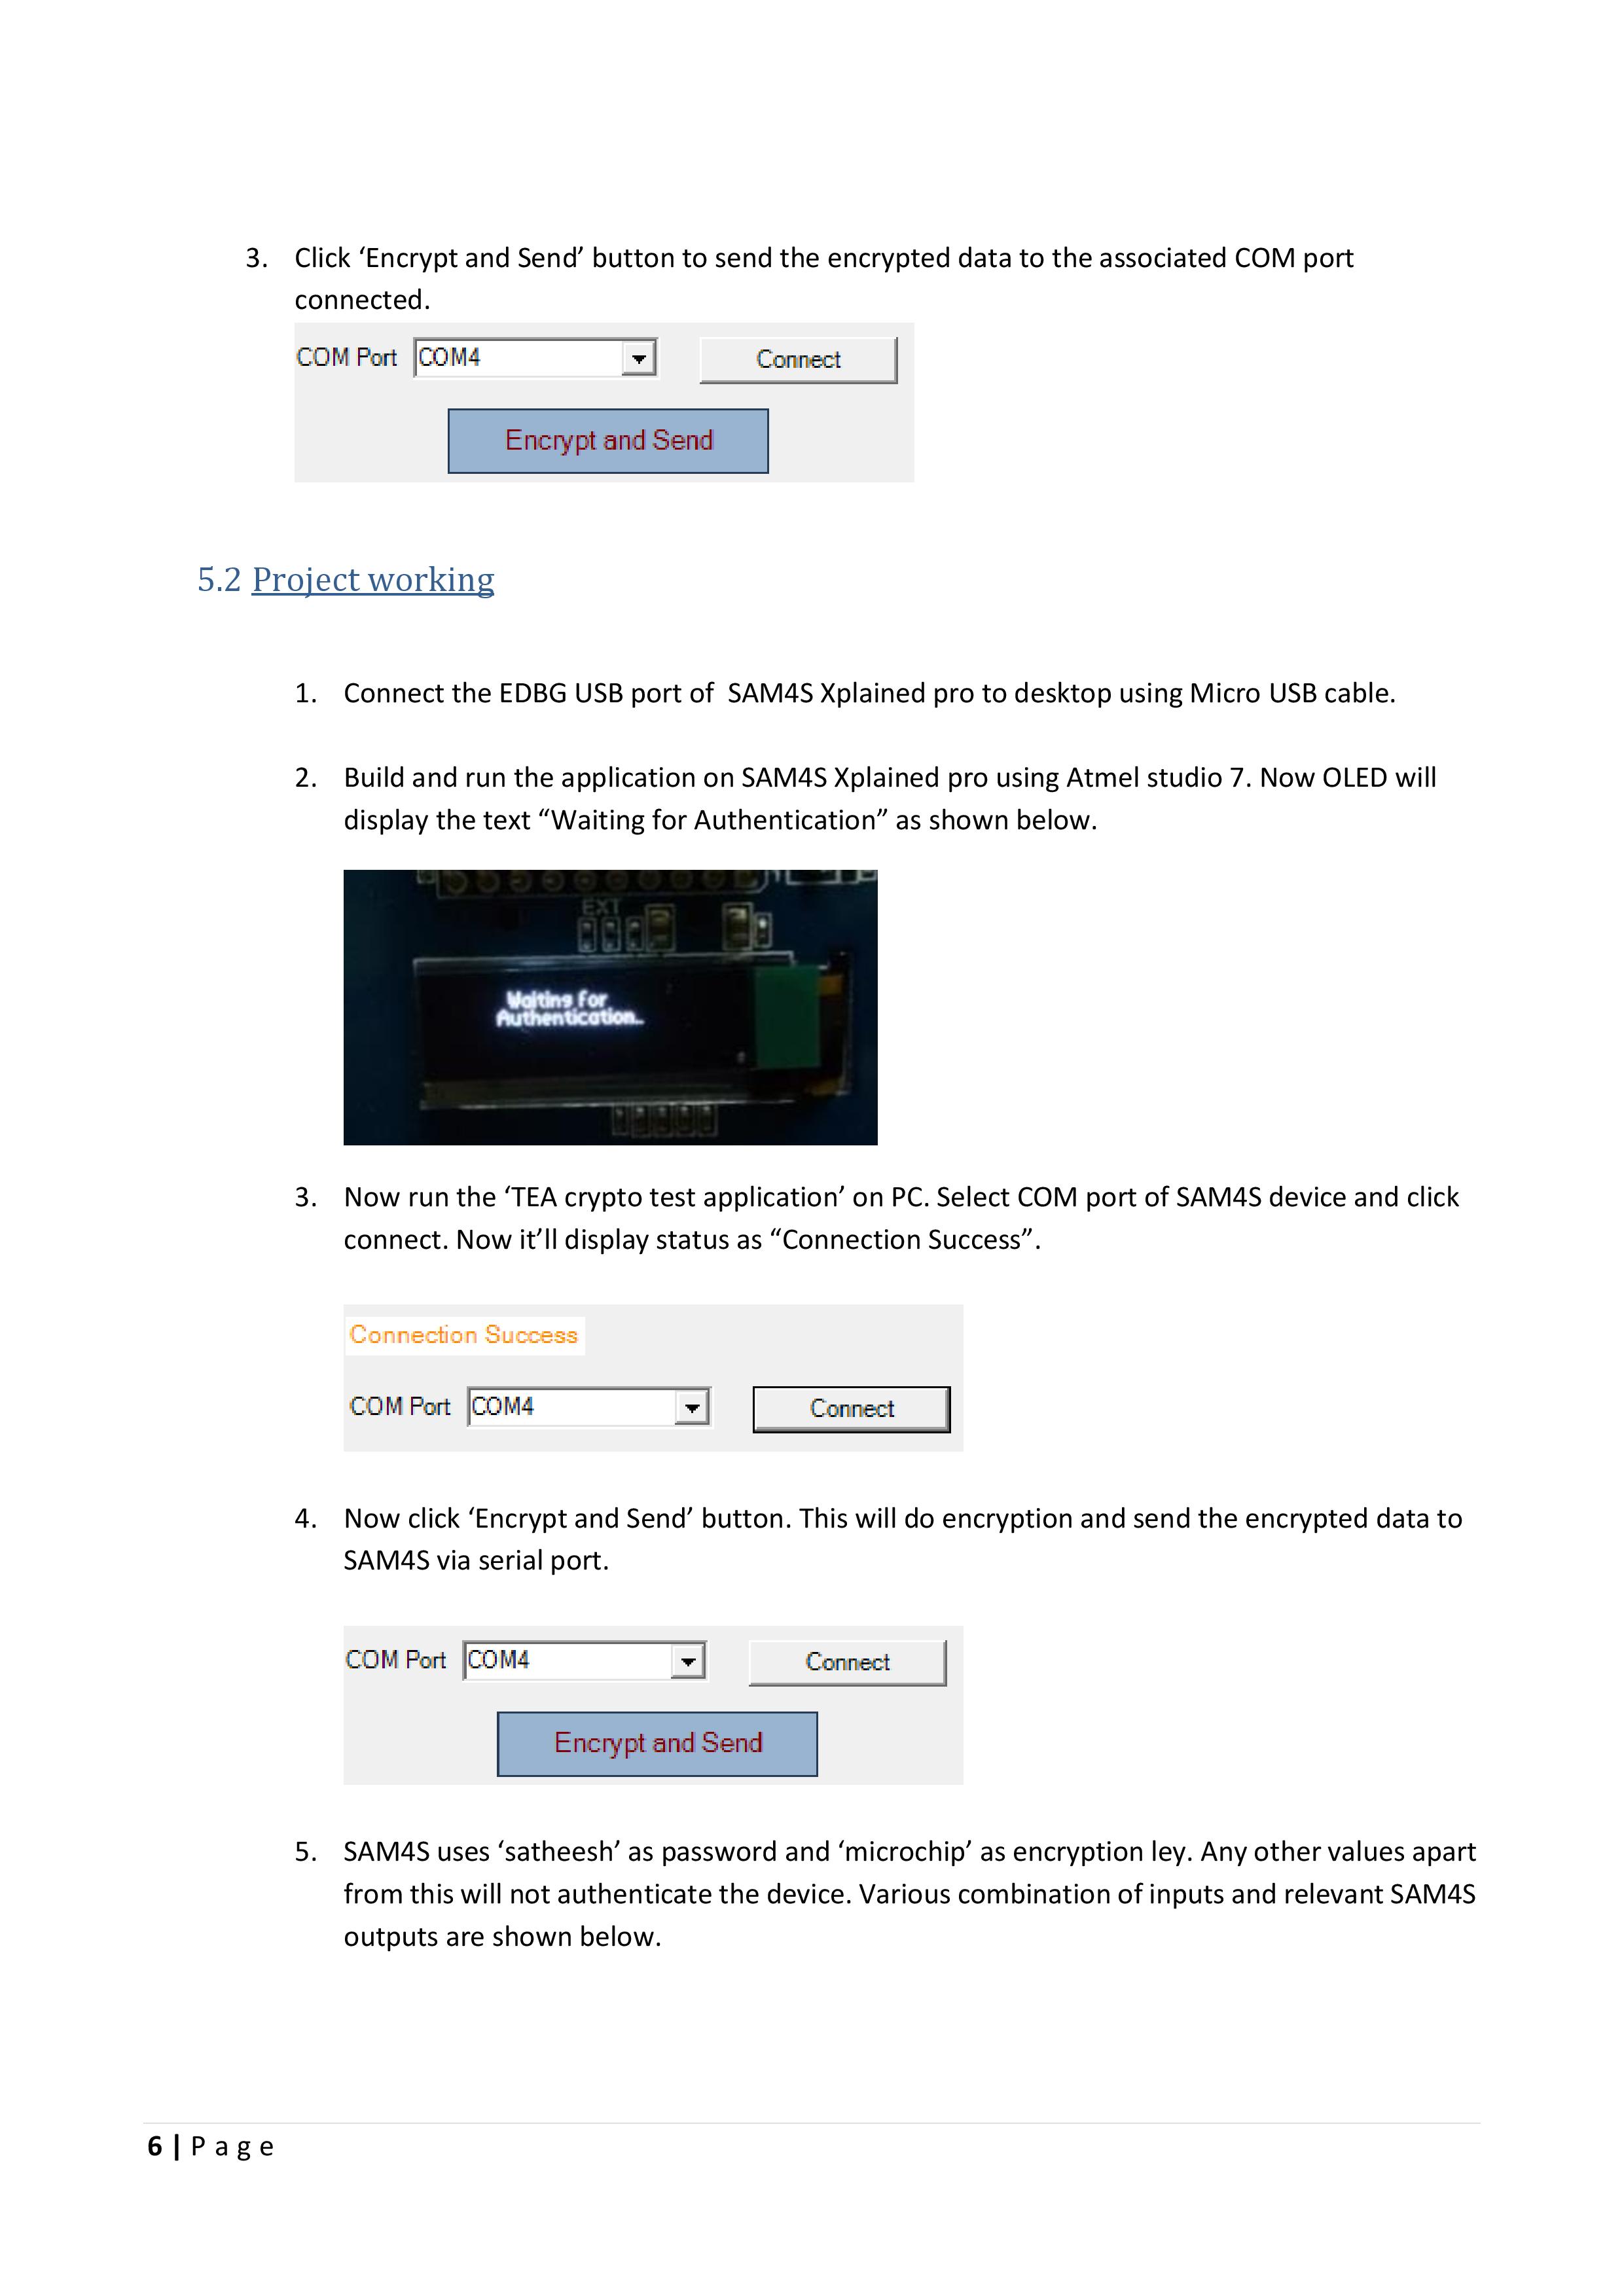 3. Click ‘Encrypt and Send’ button to send the encrypted data to the associated COM port
connected.
COM Port COM4 Connect
Encrypt and Send
5.2 Project working
1. Connect the EDBG USB port of  SAM4S Xplained pro to desktop using Micro USB cable.
2. Build and run the application on SAM4S Xplained pro using Atmel studio 7. Now OLED will
display the text “Waiting for Authentication” as shown below.
EXT
Waiting for
Authentication..
3. Now run the ‘TEA crypto test application’ on PC. Select COM port of SAM4S device and click
connect. Now it’ll display status as “Connection Success”.
Connection Success
COM Port COM4 Connect
4. Now click ‘Encrypt and Send’ button. This will do encryption and send the encrypted data to
SAM4S via serial port.
COM Port COM4 Connect
Encrypt and Send
5. SAM4S uses ‘satheesh’ as password and ‘microchip’ as encryption ley. Any other values apart
from this will not authenticate the device. Various combination of inputs and relevant SAM4S
outputs are shown below.
6 | P a g e